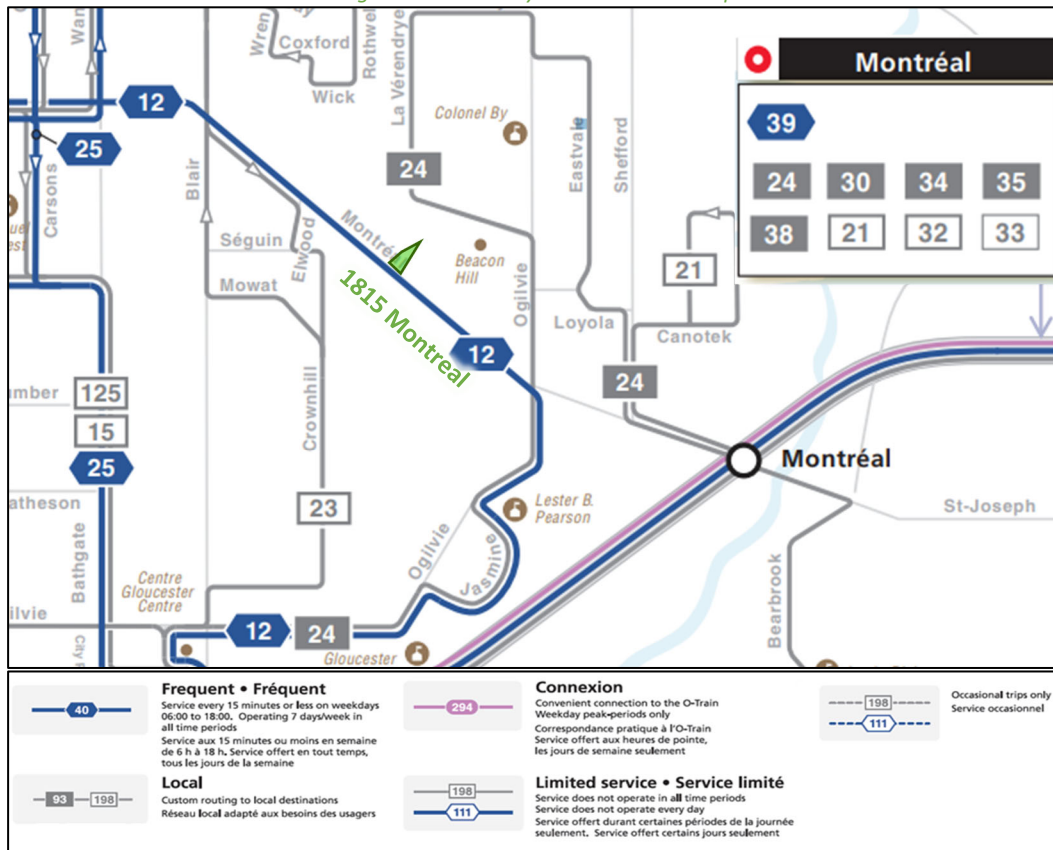 Wren
Coxford
Rothwel
Wick
La Vérendrye
Wan
12
25
Carsons
Blair
Colonel By
24
Eastvale
Shefford
Montréal
39
24 30 34 35
38 21 32 33
Séguin
Elwood
Mowat
Montré
1815 Montreal
Beacon
Hill
Ogilvie
Loyola
21
Canotek
12
24
umber
125
15
25
Crownhill
Montréal
atheson
23
Lester B.
Pearson
St-Joseph
Bathgate
Ogilvie
Jasmine
Bearbrook
Centre
Gloucester
Centre
ilvie
12 24
Gloucester
40
Frequent • Fréquent
Service every 15 minutes or less on weekdays
06:00 to 18:00. Operating 7 days/week in
all time periods
Service aux 15 minutes ou moins en semaine
de 6 h à 18 h. Service offert en tout temps,
tous les jours de la semaine
93 198
Local
Custom routing to local destinations
Réseau local adapté aux besoins des usagers
294
Connexion
Convenient connection to the O-Train
Weekday peak-periods only
Correspondance pratique à l'O-Train
Service offert aux heures de pointe,
les jours de semaine seulement
198
111
Limited service • Service limité
Service does not operate in all time periods
Service does not operate every day
Service offert durant certaines périodes de la journée
seulement. Service offert certains jours seulement
198
111
Occasional trips only
Service occasionnel